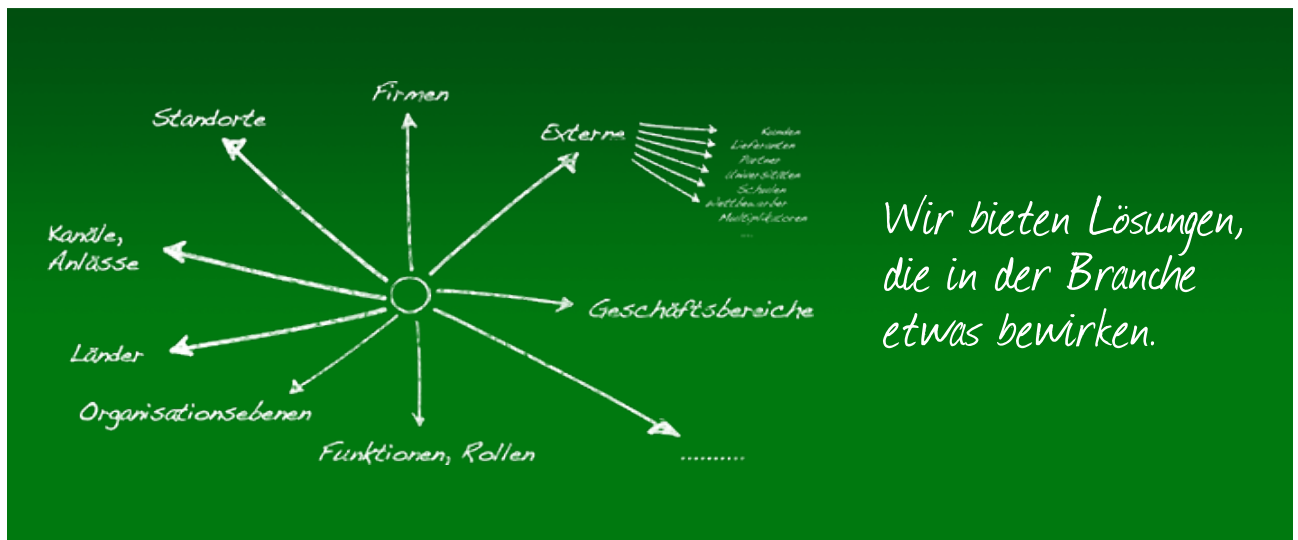 Firmen
Standorte
Externe
Kunden
Lieferanten
Partner
Universitäten
Schulen
Wettbewerber
Multiplikatoren
....
Kanäle,
Anlässe
Geschäftsbereiche
Länder
Organisationsebenen
Funktionen, Rollen
..........
Wir bieten Lösungen,
die in der Branche
etwas bewirken.